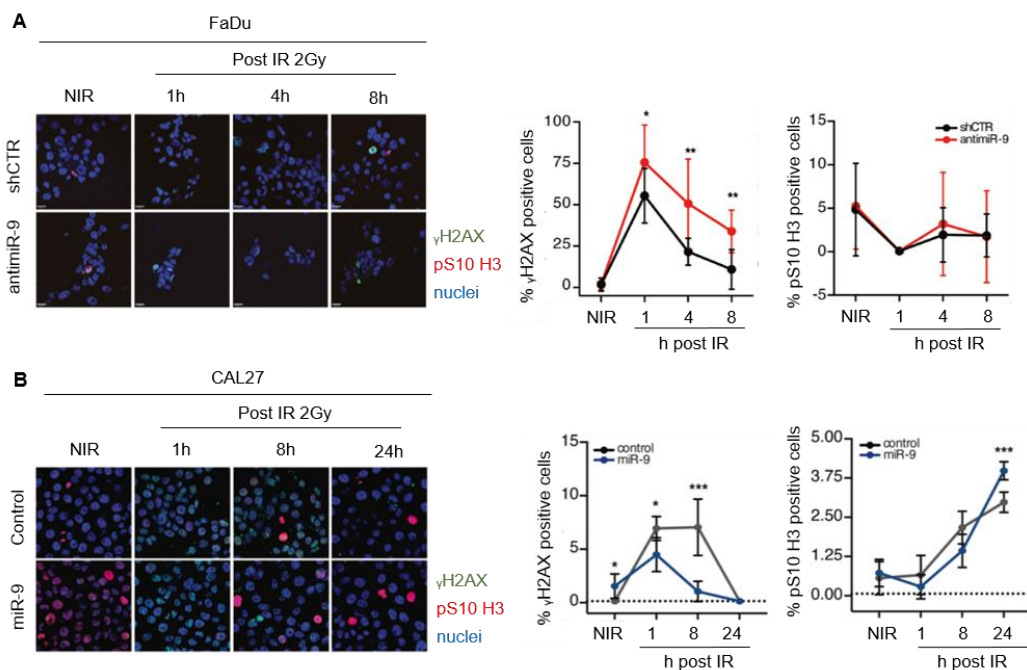 A
FaDu
Post IR 2Gy
NIR 1h 4h 8h
shCTR
antimiR-9
γH2AX
pS10 H3
nuclei
% γH2AX positive cells
100
75
50
25
0
*
**
**
NIR 1 4 8
h post IR
% pS10 H3 positive cells
15
10
5
0
-5
shCTR
antimiR-9
NIR 1 4 8
h post IR
B
CAL27
Post IR 2Gy
NIR 1h 8h 24h
Control
miR-9
γH2AX
pS10 H3
nuclei
% γH2AX positive cells
15
10
5
0
control
miR-9
*
*
***
NIR 1 8 24
h post IR
% pS10 H3 positive cells
5.00
3.75
2.50
1.25
0.00
control
miR-9
***
NIR 1 8 24
h post IR